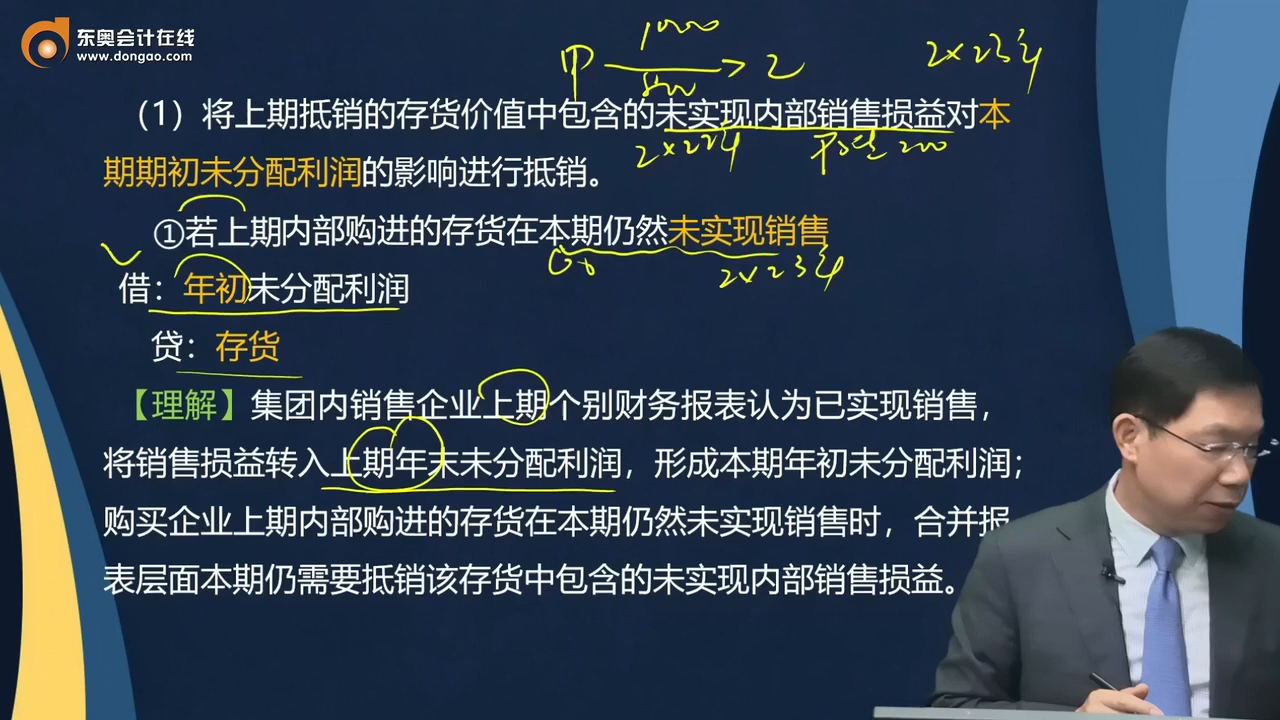 东奥会计在线
www.dongao.com
1000
甲 800 乙
2×23年
（1）将上期抵销的存货价值中包含的未实现内部销售损益对本
2×22年
期期初未分配利润的影响进行抵销。
①若上期内部购进的存货在本期仍然未实现销售
2×23年
借：年初未分配利润
贷：存货
【理解】集团内销售企业上期个别财务报表认为已实现销售，
将销售损益转入上期年末未分配利润，形成本期年初未分配利润；
购买企业上期内部购进的存货在本期仍然未实现销售时，合并报
表层面本期仍需要抵销该存货中包含的未实现内部销售损益。